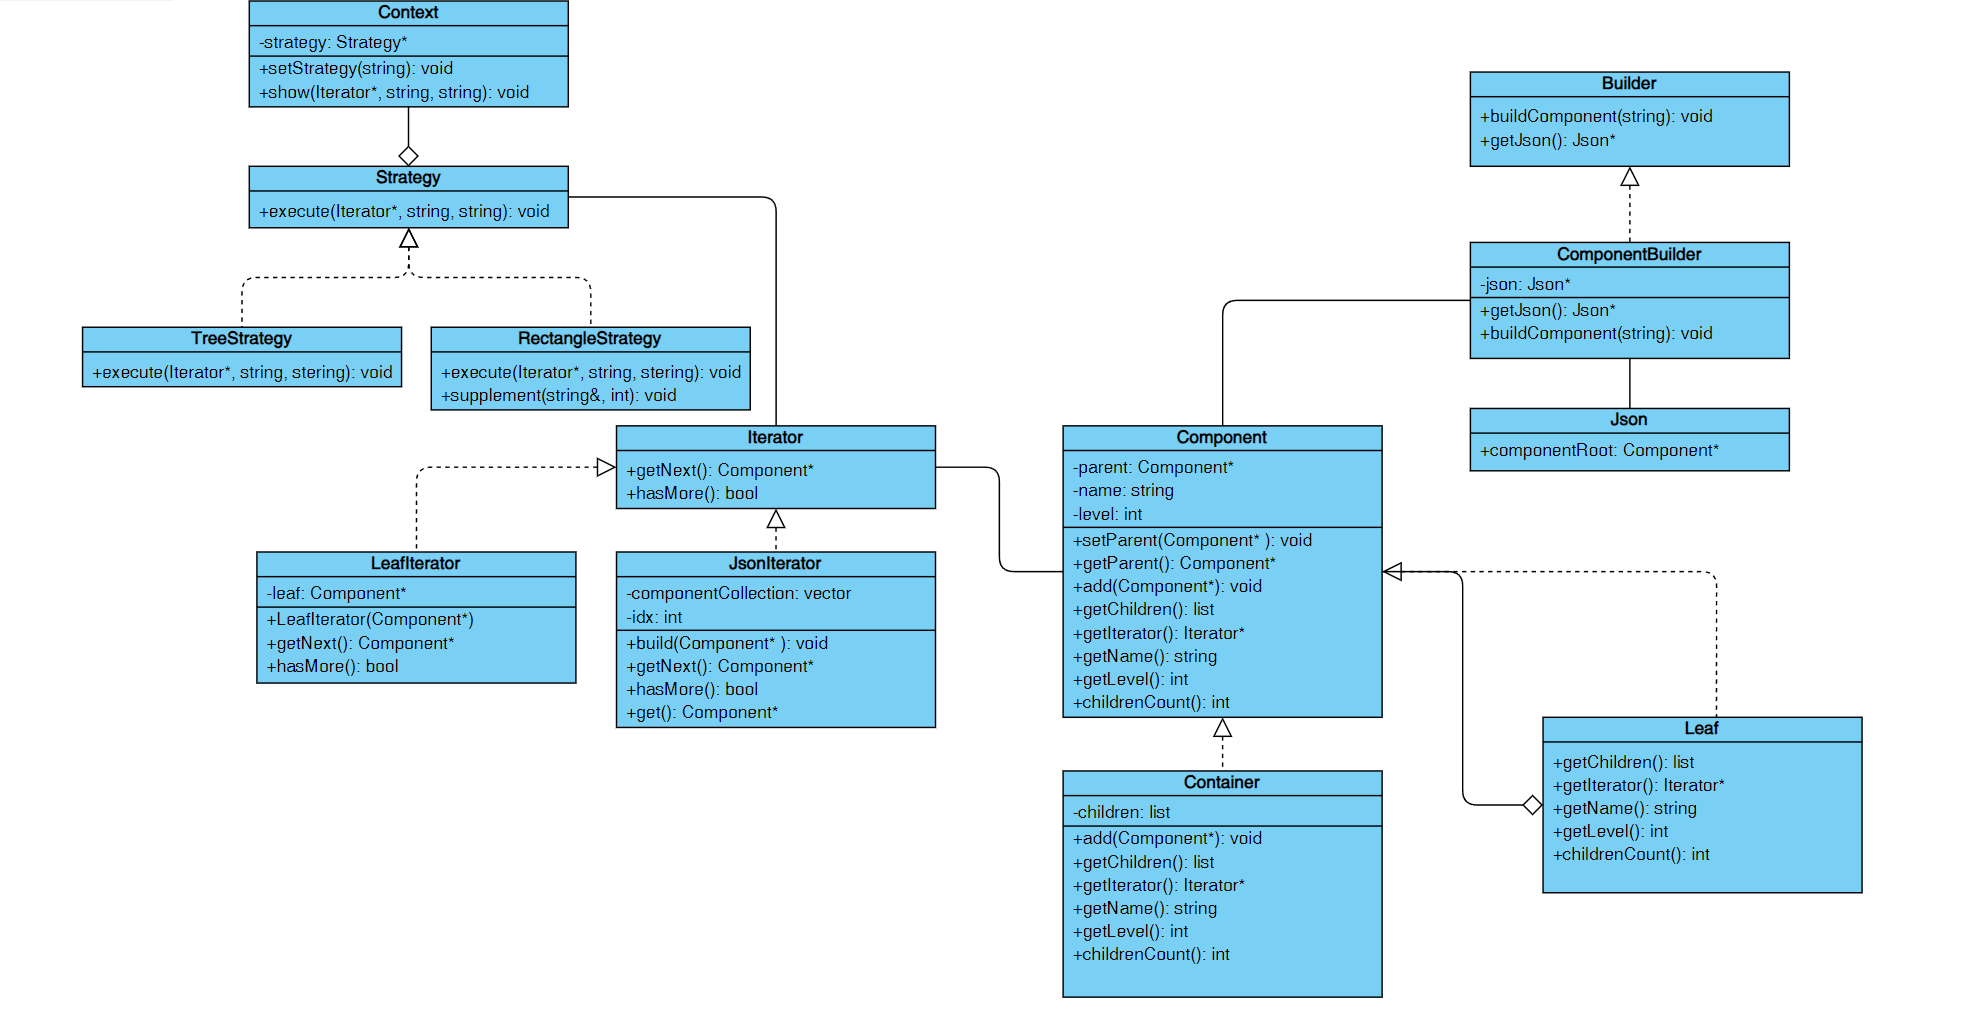 Context
-strategy: Strategy*
+setStrategy(string): void
+show(Iterator*, string, string): void
Strategy
+execute(Iterator*, string, string): void
TreeStrategy
+execute(Iterator*, string, stering): void
RectangleStrategy
+execute(Iterator*, string, stering): void
+supplement(string&, int): void
Iterator
+getNext(): Component*
+hasMore(): bool
LeafIterator
-leaf: Component*
+LeafIterator(Component*)
+getNext(): Component*
+hasMore(): bool
JsonIterator
-componentCollection: vector
-idx: int
+build(Component* ): void
+getNext(): Component*
+hasMore(): bool
+get(): Component*
Builder
+buildComponent(string): void
+getJson(): Json*
ComponentBuilder
-json: Json*
+getJson(): Json*
+buildComponent(string): void
Json
+componentRoot: Component*
Component
-parent: Component*
-name: string
-level: int
+setParent(Component* ): void
+getParent(): Component*
+add(Component*): void
+getChildren(): list
+getIterator(): Iterator*
+getName(): string
+getLevel(): int
+childrenCount(): int
Container
-children: list
+add(Component*): void
+getChildren(): list
+getIterator(): Iterator*
+getName(): string
+getLevel(): int
+childrenCount(): int
Leaf
+getChildren(): list
+getIterator(): Iterator*
+getName(): string
+getLevel(): int
+childrenCount(): int